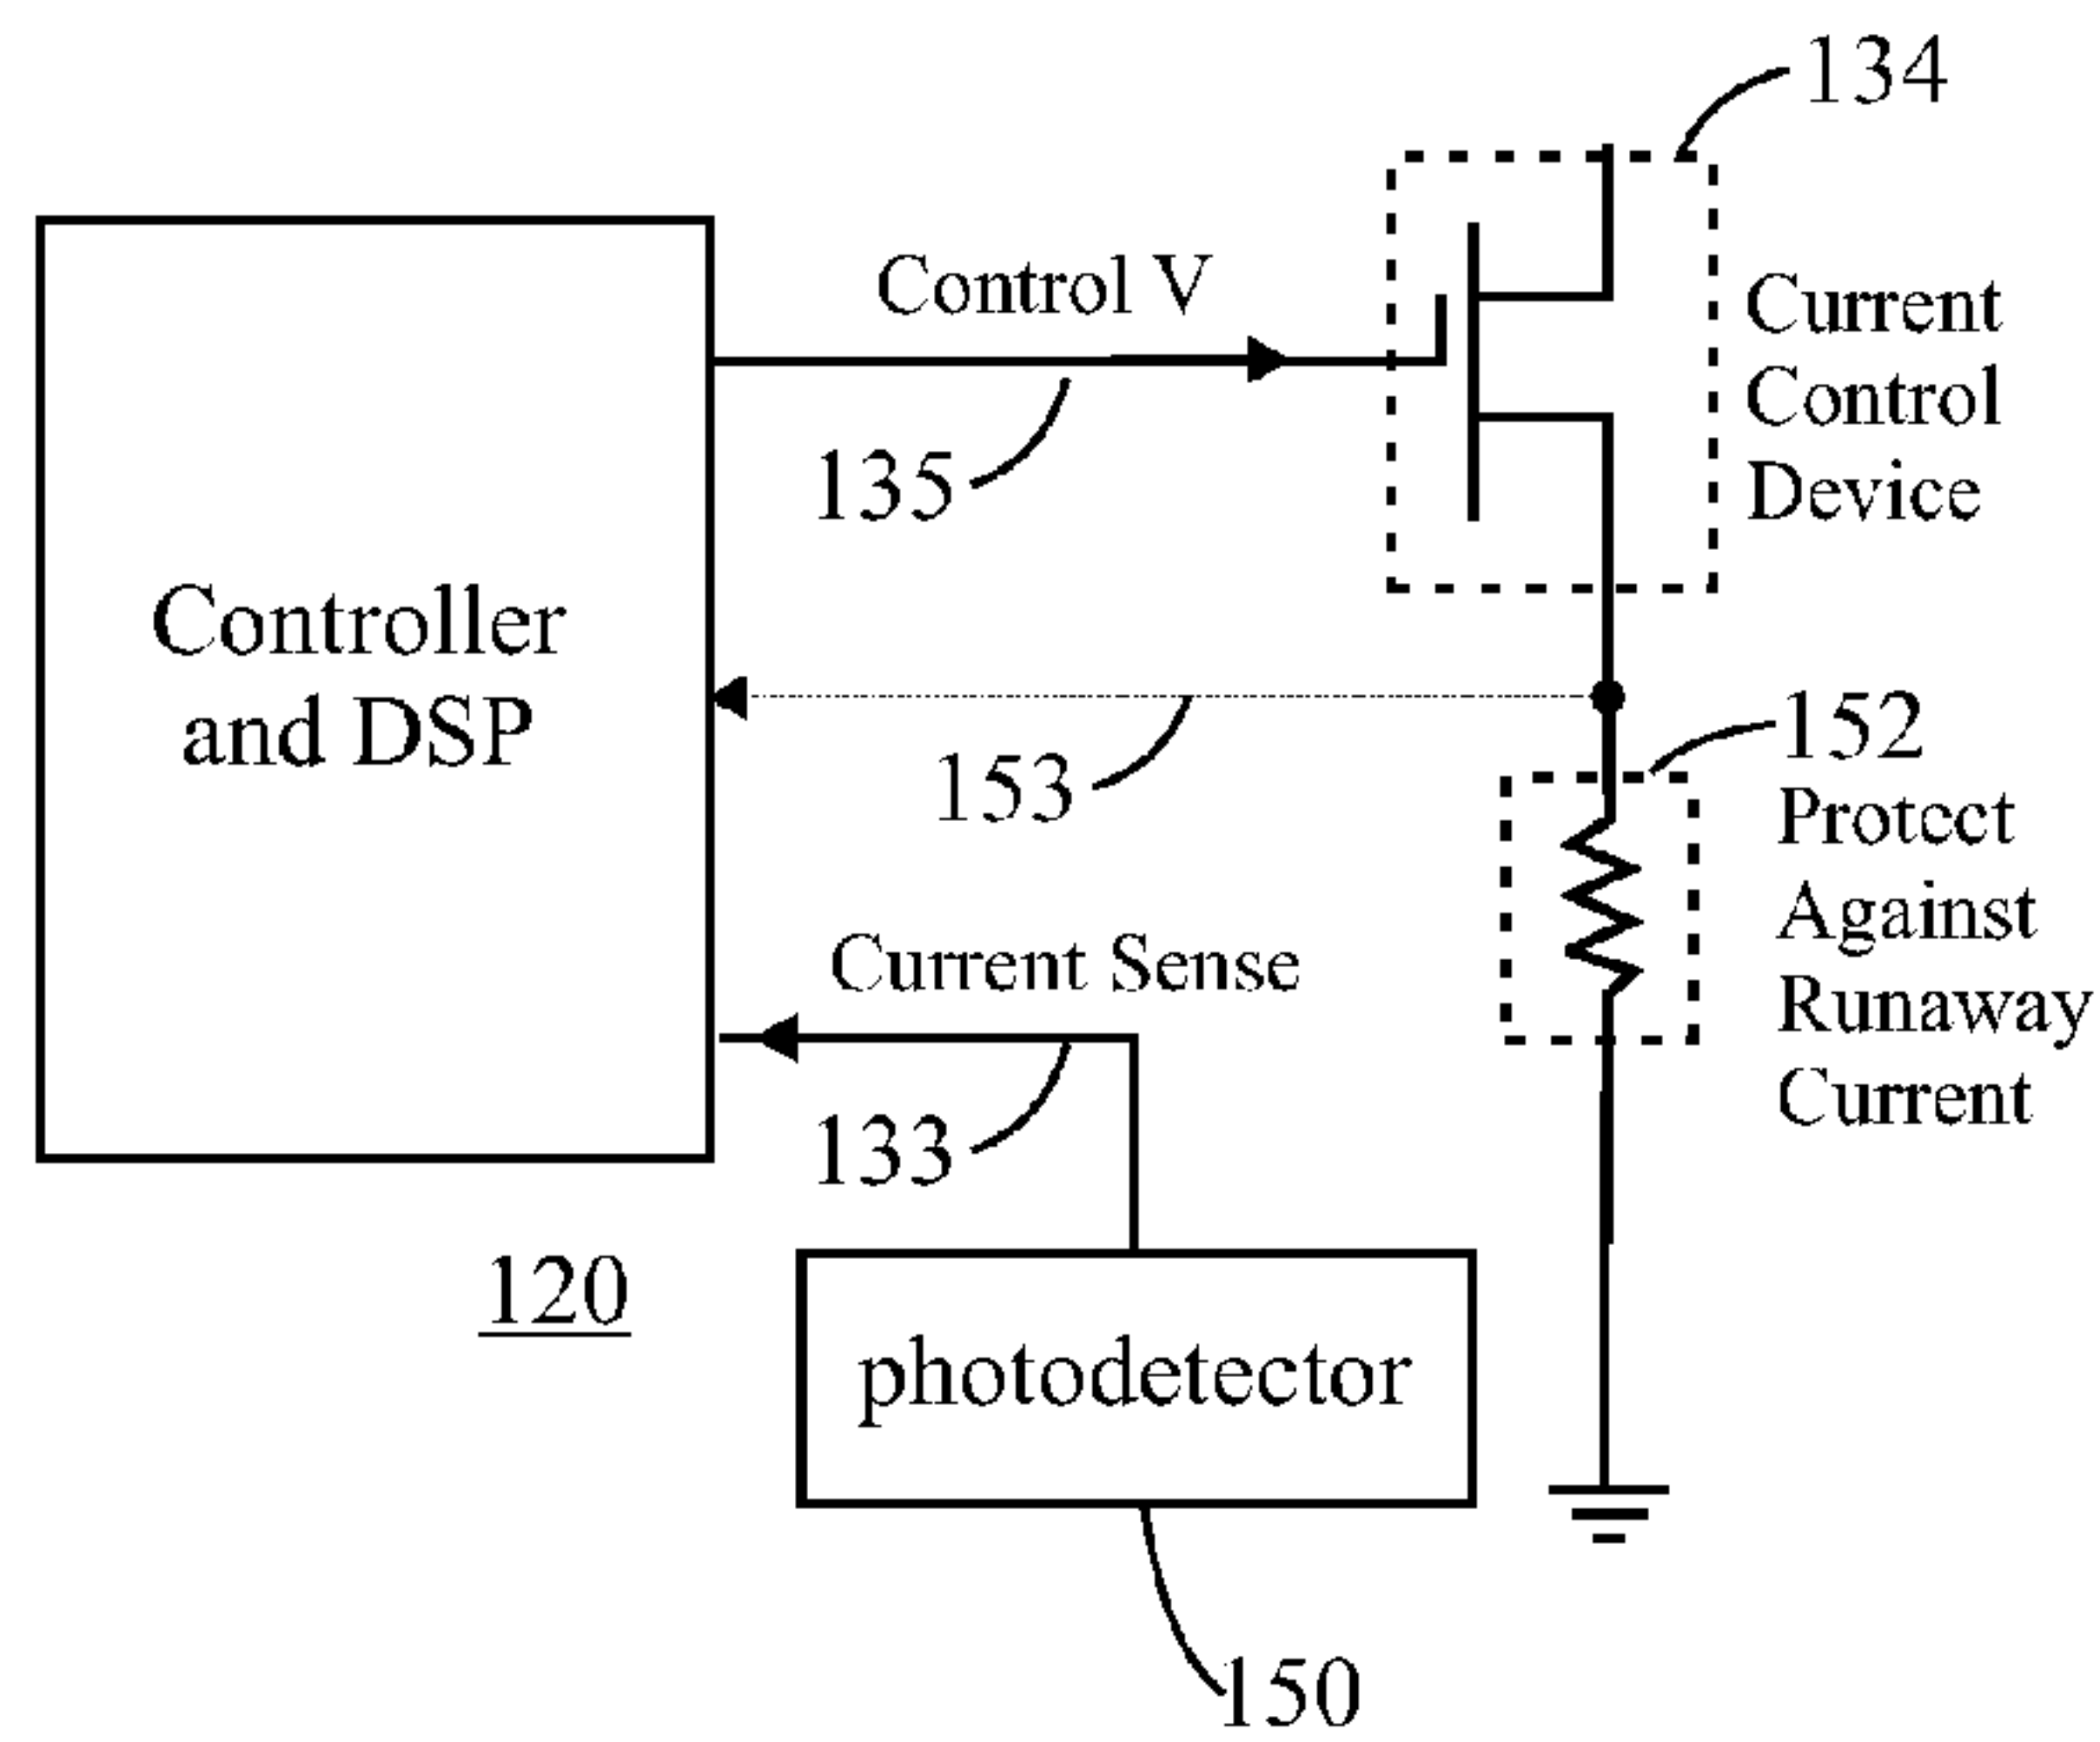 134
Control V
Current
Control
Device
135
Controller
and DSP
152
153
Protect
Against
Runaway
Current
Current Sense
133
120
photodetector
150